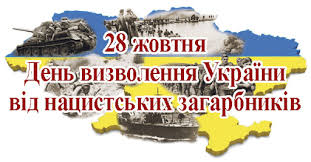 28 жовтня
День визволення України
від нацистських загарбників